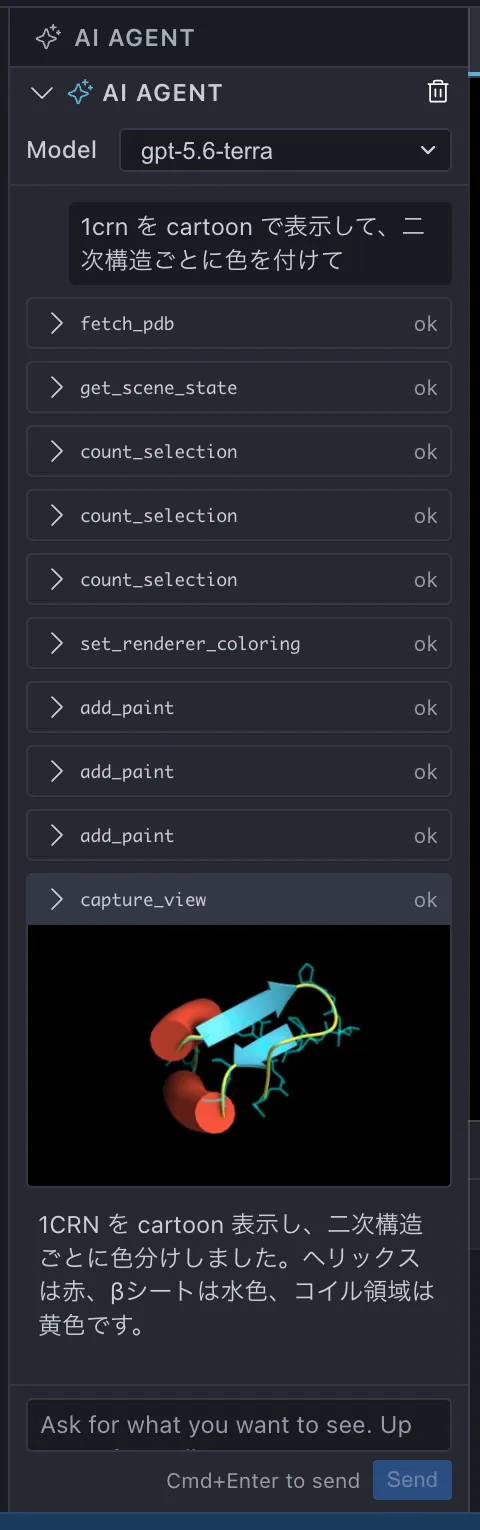 AI AGENT
AI AGENT
Model
gpt-5.6-terra
1crn を cartoon で表示して、二
次構造ごとに色を付けて
fetch_pdb ok
get_scene_state ok
count_selection ok
count_selection ok
count_selection ok
set_renderer_coloring ok
add_paint ok
add_paint ok
add_paint ok
capture_view ok
1CRN を cartoon 表示し、二次構造
ごとに色分けしました。ヘリックス
は赤、βシートは水色、コイル領域は
黄色です。
Ask for what you want to see. Up
Cmd+Enter to send
Send